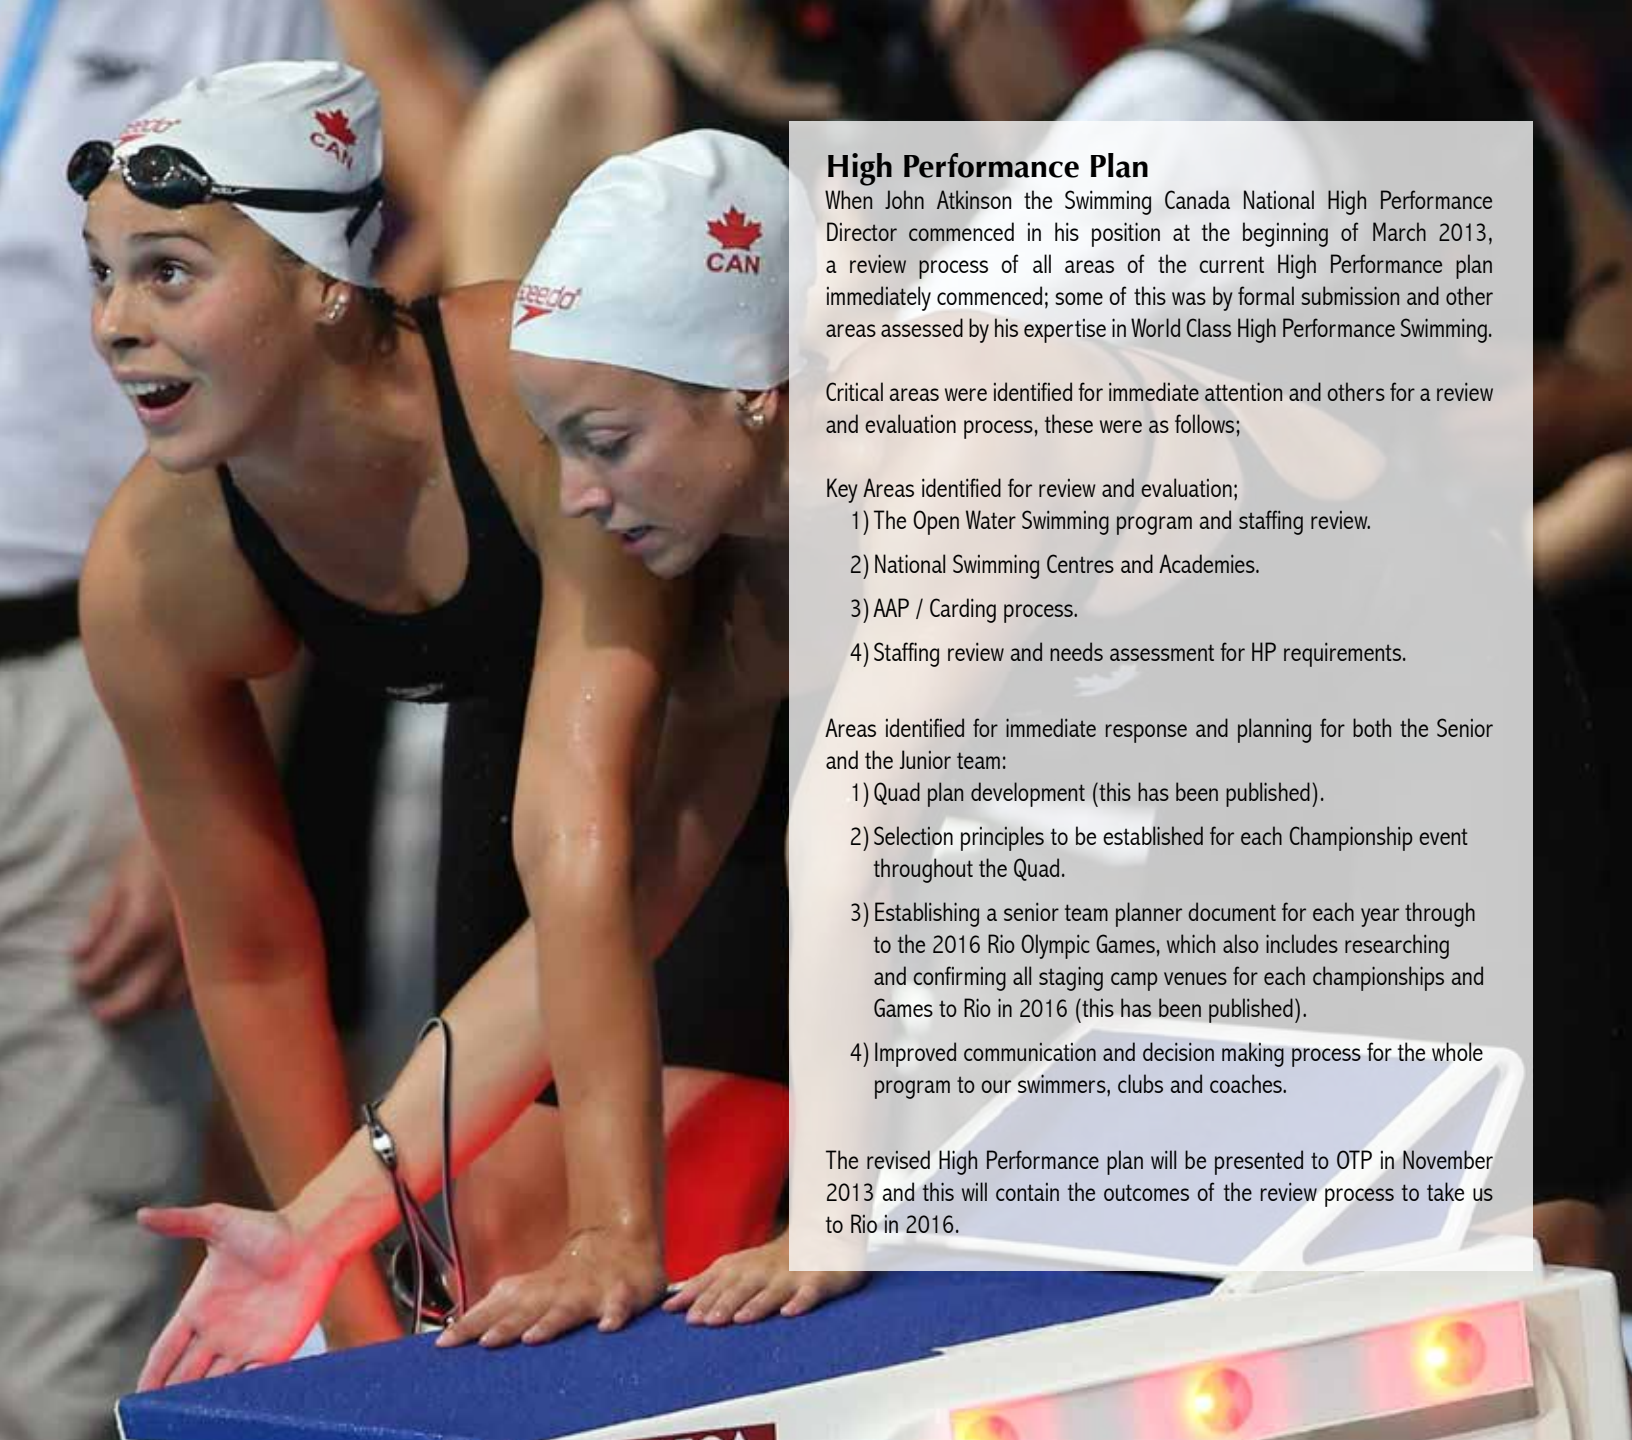 speedo
CAN
CAN
speedo
High Performance Plan
When John Atkinson the Swimming Canada National High Performance
Director commenced in his position at the beginning of March 2013,
a review process of all areas of the current High Performance plan
immediately commenced; some of this was by formal submission and other
areas assessed by his expertise in World Class High Performance Swimming.
Critical areas were identified for immediate attention and others for a review
and evaluation process, these were as follows;
Key Areas identified for review and evaluation;
1) The Open Water Swimming program and staffing review.
2) National Swimming Centres and Academies.
3) AAP / Carding process.
4) Staffing review and needs assessment for HP requirements.
Areas identified for immediate response and planning for both the Senior
and the Junior team:
1) Quad plan development (this has been published).
2) Selection principles to be established for each Championship event
throughout the Quad.
3) Establishing a senior team planner document for each year through
to the 2016 Rio Olympic Games, which also includes researching
and confirming all staging camp venues for each championships and
Games to Rio in 2016 (this has been published).
4) Improved communication and decision making process for the whole
program to our swimmers, clubs and coaches.
The revised High Performance plan will be presented to OTP in November
2013 and this will contain the outcomes of the review process to take us
to Rio in 2016.